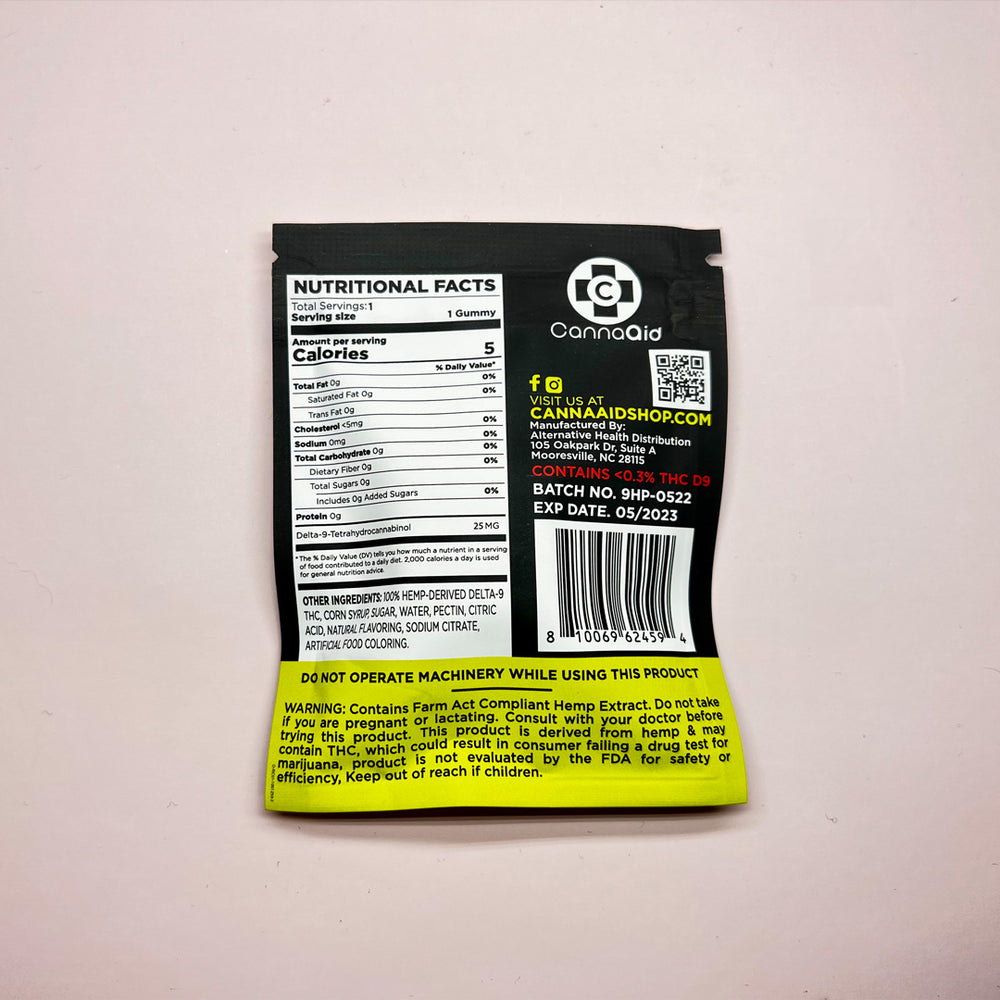 NUTRITIONAL FACTS
Total Servings: 1
Serving size 1 Gummy
Amount per serving
Calories 5
% Daily Value*
Total Fat 0g 0%
Saturated Fat 0g 0%
Trans Fat 0g
Cholesterol <5mg 0%
Sodium 0mg 0%
Total Carbohydrate 0g 0%
Dietary Fiber 0g 0%
Total Sugars 0g
Includes 0g Added Sugars 0%
Protein 0g
Delta-9-Tetrahydrocannabinol 25 MG
*The % Daily Value (DV) tells you how much a nutrient in a serving
of food contributed to a daily diet. 2,000 calories a day is used
for general nutrition advice.
OTHER INGREDIENTS: 100% HEMP-DERIVED DELTA-9
THC, CORN SYRUP, SUGAR, WATER, PECTIN, CITRIC
ACID, NATURAL FLAVORING, SODIUM CITRATE,
ARTIFICIAL FOOD COLORING.
C
CannaAid
VISIT US AT
CANNAAIDSHOP.COM
Manufactured By:
Alternative Health Distribution
105 Oakpark Dr, Suite A
Mooresville, NC 28115
CONTAINS <0.3% THC D9
BATCH NO. 9HP-0522
EXP DATE. 05/2023
8 10069 62459 4
DO NOT OPERATE MACHINERY WHILE USING THIS PRODUCT
WARNING: Contains Farm Act Compliant Hemp Extract. Do not take
if you are pregnant or lactating. Consult with your doctor before
trying this product. This product is derived from hemp & may
contain THC, which could result in consumer failing a drug test for
marijuana, product is not evaluated by the FDA for safety or
efficiency, Keep out of reach if children.